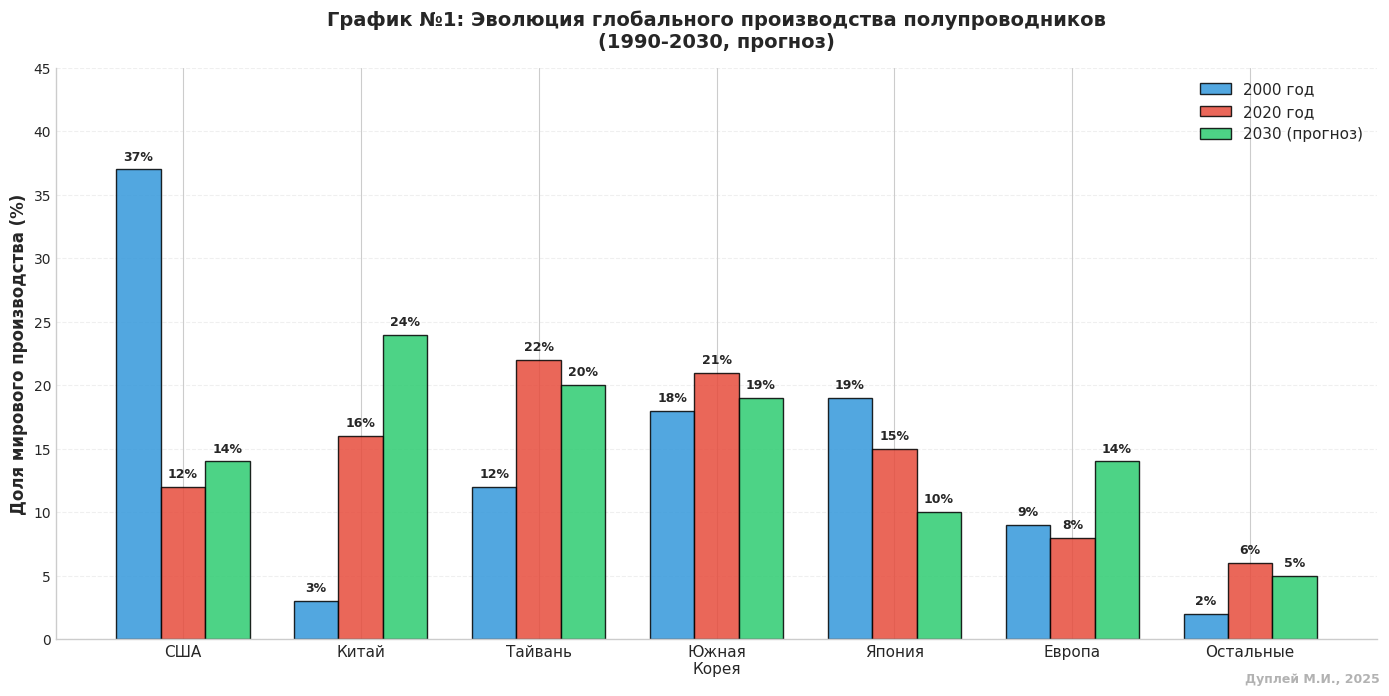 График №1: Эволюция глобального производства полупроводников
(1990-2030, прогноз)
Доля мирового производства (%)
45
40
35
30
25
20
15
10
5
0
2000 год
2020 год
2030 (прогноз)
37%
12%
14%
3%
16%
24%
12%
22%
20%
18%
21%
19%
19%
15%
10%
9%
8%
14%
2%
6%
5%
США
Китай
Тайвань
Южная
Корея
Япония
Европа
Остальные
Дуплей М.И., 2025